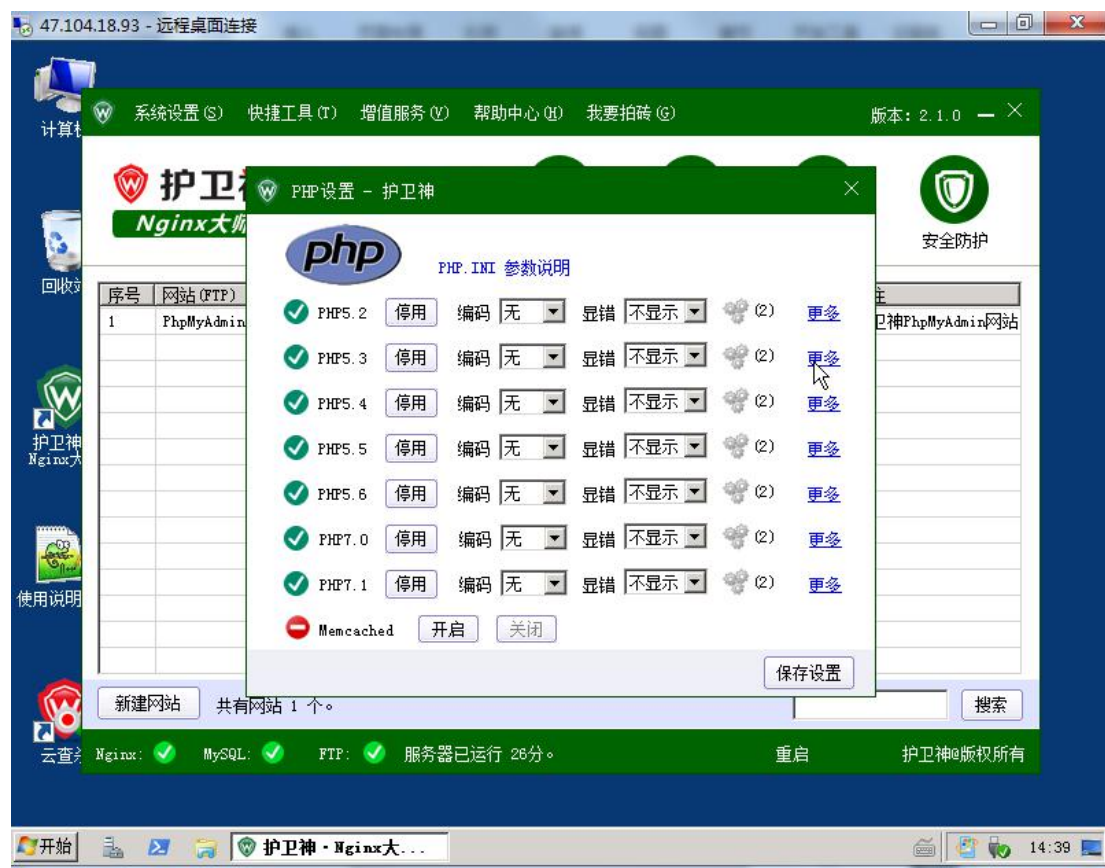 47.104.18.93 - 远程桌面连接
计算机
系统设置(S) 快捷工具(T) 增值服务(V) 帮助中心(H) 我要拍砖(G) 版本: 2.1.0
护卫
Nginx大师
安全防护
PHP设置 - 护卫神
php
PHP.INI 参数说明
回收站
序号 网站(FTP)
1 PhpMyAdmin 卫神PhpMyAdmin网站
PHP5.2 停用 编码 无 显错 不显示 (2) 更多
PHP5.3 停用 编码 无 显错 不显示 (2) 更多
PHP5.4 停用 编码 无 显错 不显示 (2) 更多
PHP5.5 停用 编码 无 显错 不显示 (2) 更多
PHP5.6 停用 编码 无 显错 不显示 (2) 更多
PHP7.0 停用 编码 无 显错 不显示 (2) 更多
PHP7.1 停用 编码 无 显错 不显示 (2) 更多
Memcached 开启 关闭
保存设置
护卫神
Nginx大
使用说明
云查杀
新建网站 共有网站 1 个。 搜索
Nginx: MySQL: FTP: 服务器已运行 26分。 重启 护卫神@版权所有
开始 护卫神·Nginx大... 14:39